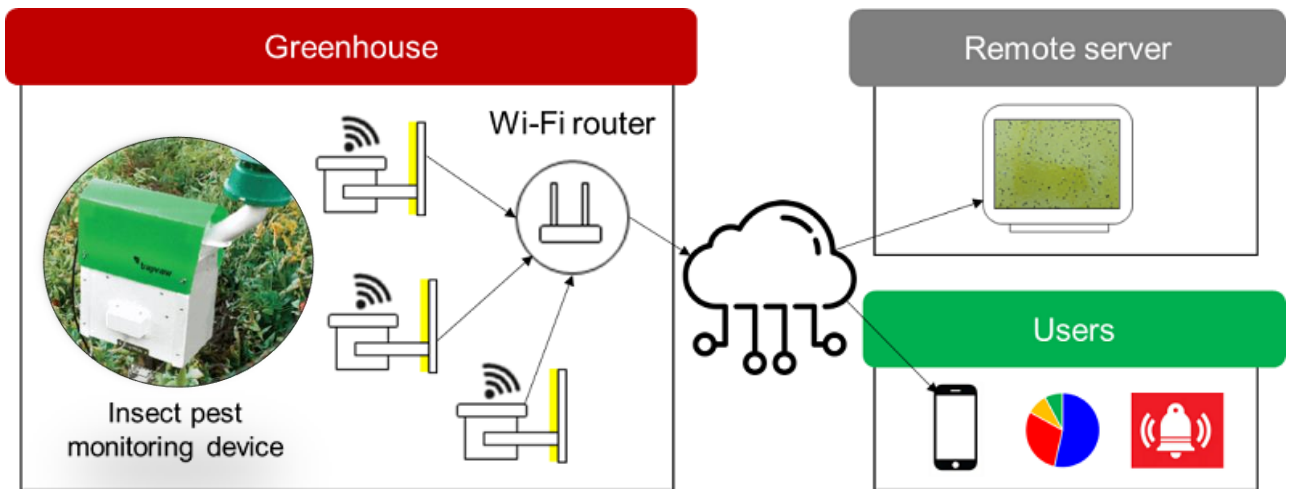 Greenhouse
Remote server
Wi-Fi router
Users
Insect pest
monitoring device